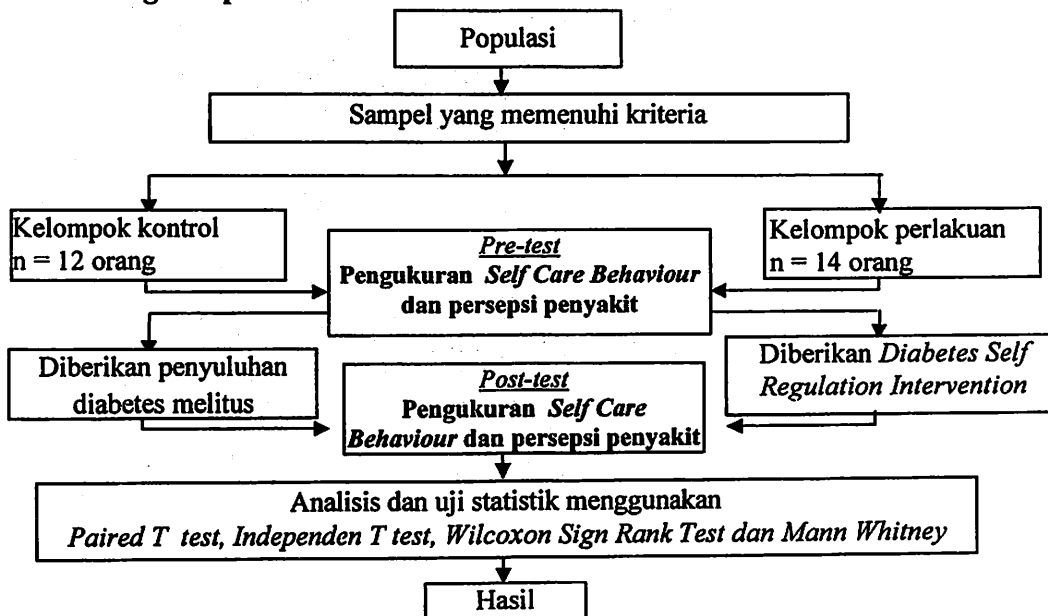 Populasi
Sampel yang memenuhi kriteria
Kelompok kontrol
n = 12 orang
Kelompok perlakuan
n = 14 orang
Pre-test
Pengukuran Self Care Behaviour
dan persepsi penyakit
Diberikan penyuluhan
diabetes melitus
Diberikan Diabetes Self
Regulation Intervention
Post-test
Pengukuran Self Care
Behaviour dan persepsi penyakit
Analisis dan uji statistik menggunakan
Paired T test, Independen T test, Wilcoxon Sign Rank Test dan Mann Whitney
Hasil